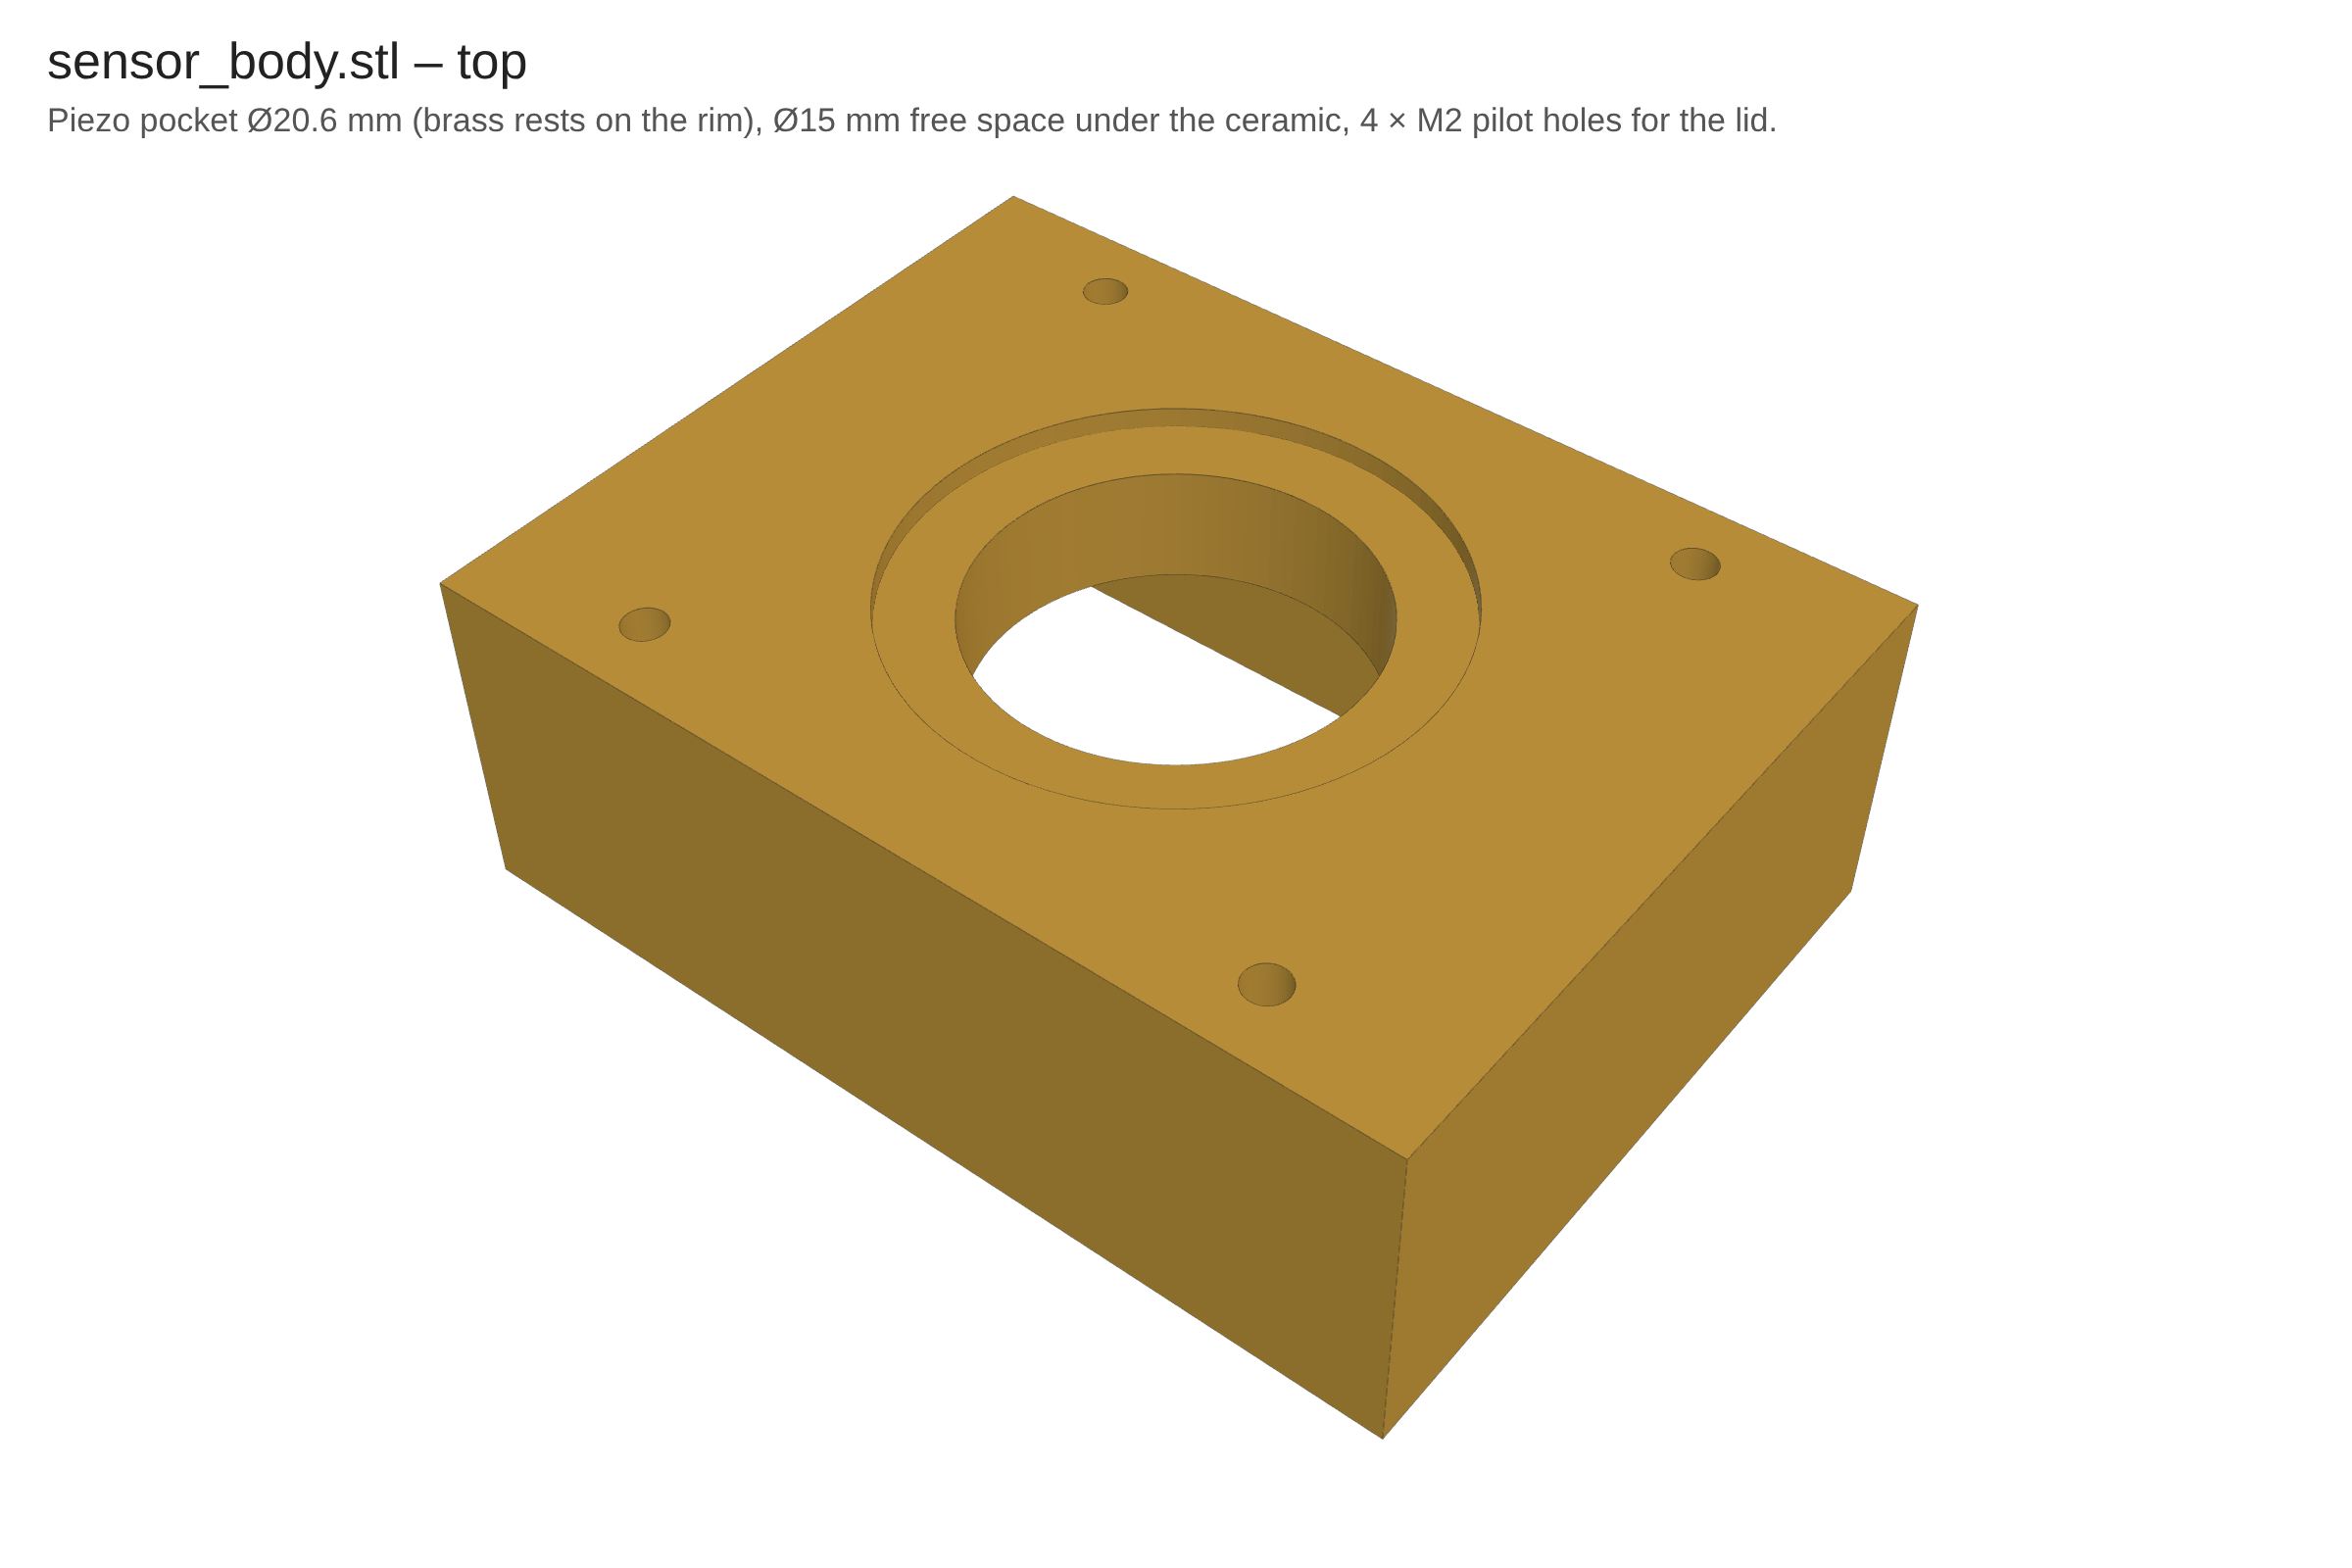 sensor_body.stl – top
Piezo pocket Ø20.6 mm (brass rests on the rim), Ø15 mm free space under the ceramic, 4 × M2 pilot holes for the lid.